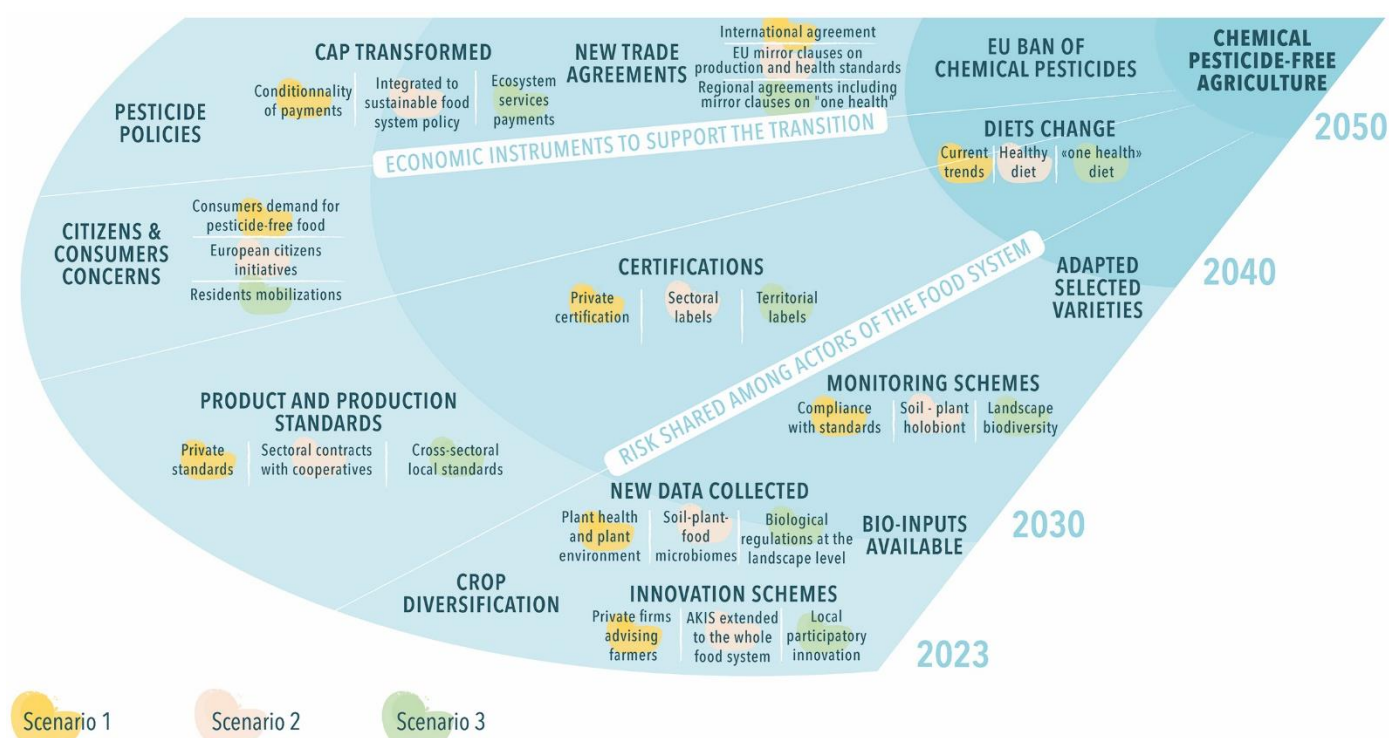 CAP TRANSFORMED
Conditionnality
of payments
Integrated to
sustainable food
system policy
Ecosystem
services
payments
NEW TRADE
AGREEMENTS
International agreement
EU mirror clauses on
production and health standards
Regional agreements including
mirror clauses on "one health"
EU BAN OF
CHEMICAL PESTICIDES
CHEMICAL
PESTICIDE-FREE
AGRICULTURE
2050
PESTICIDE
POLICIES
ECONOMIC INSTRUMENTS TO SUPPORT THE TRANSITION
DIETS CHANGE
Current
trends
Healthy
diet
«one health»
diet
CITIZENS &
CONSUMERS
CONCERNS
Consumers demand for
pesticide-free food
European citizens
initiatives
Residents mobilizations
CERTIFICATIONS
Private
certification
Sectoral
labels
Territorial
labels
RISK SHARED AMONG ACTORS OF THE FOOD SYSTEM
ADAPTED
SELECTED
VARIETIES
2040
PRODUCT AND PRODUCTION
STANDARDS
Private
standards
Sectoral contracts
with cooperatives
Cross-sectoral
local standards
MONITORING SCHEMES
Compliance
with standards
Soil - plant
holobiont
Landscape
biodiversity
NEW DATA COLLECTED
Plant health
and plant
environment
Soil-plant-
food
microbiomes
Biological
regulations at the
landscape level
BIO-INPUTS
AVAILABLE
2030
CROP
DIVERSIFICATION
INNOVATION SCHEMES
Private firms
advising
farmers
AKIS extended
to the whole
food system
Local
participatory
innovation
2023
Scenario 1
Scenario 2
Scenario 3